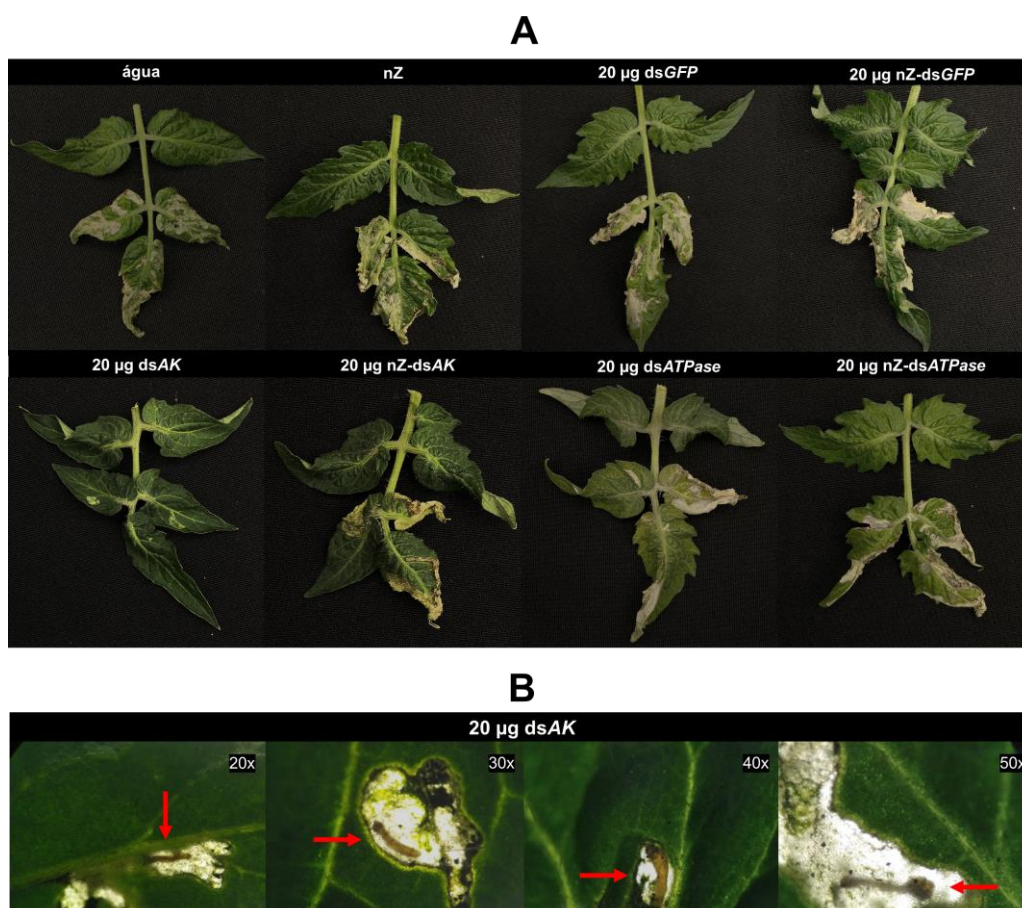 A
água
nZ
20 µg dsGFP
20 µg nZ-dsGFP
20 µg dsAK
20 µg nZ-dsAK
20 µg dsATPase
20 µg nZ-dsATPase
B
20 µg dsAK
20x
30x
40x
50x